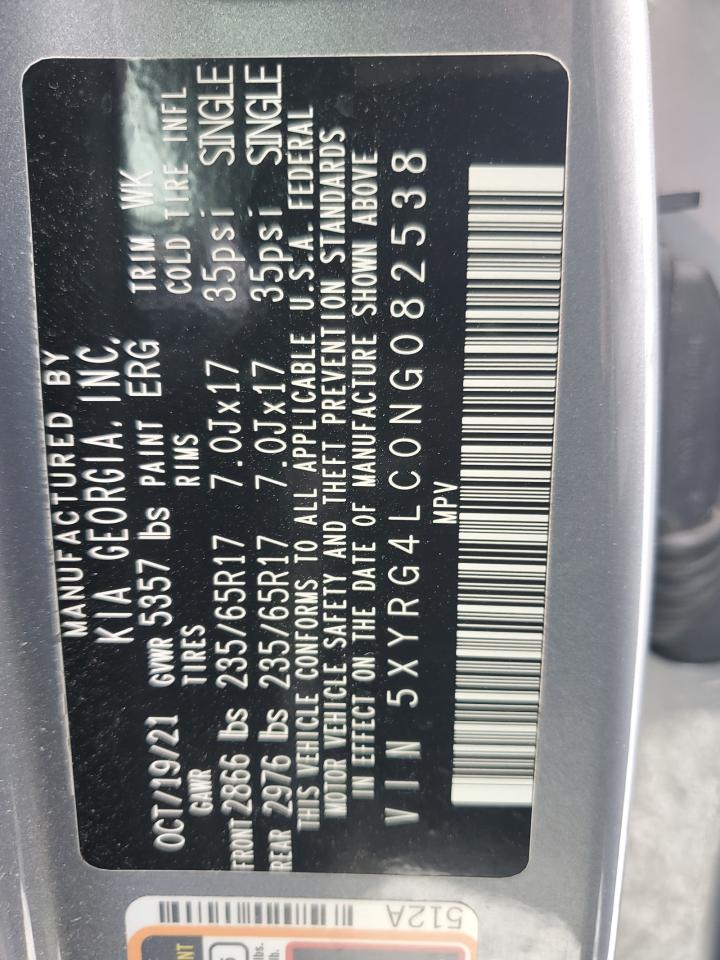 MANUFACTURED BY
KIA GEORGIA, INC.
OCT/19/21 GVWR 5357 lbs PAINT ERG TRIM WK
GAWR TIRES RIMS COLD TIRE INFL
FRONT 2866 lbs 235/65R17 7.0Jx17 35psi SINGLE
REAR 2976 lbs 235/65R17 7.0Jx17 35psi SINGLE
THIS VEHICLE CONFORMS TO ALL APPLICABLE U.S.A. FEDERAL
MOTOR VEHICLE SAFETY AND THEFT PREVENTION STANDARDS
IN EFFECT ON THE DATE OF MANUFACTURE SHOWN ABOVE
VIN 5XYRG4LC0NG082538
MPV
512A
lbs.
lb.